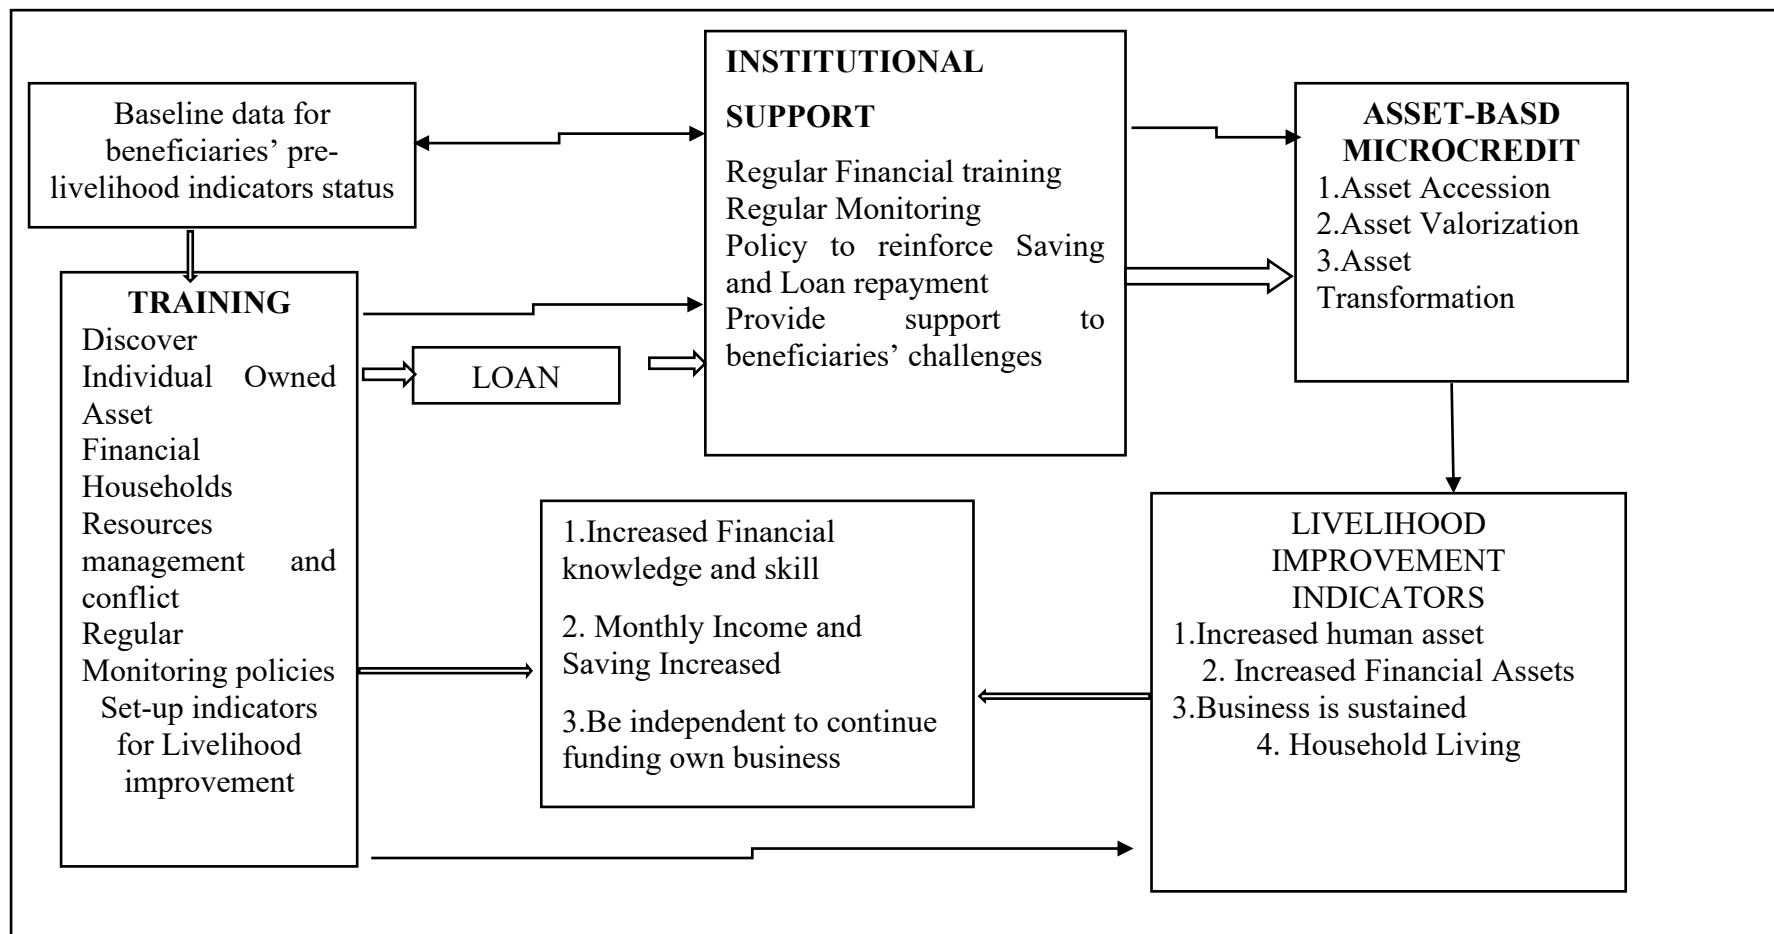 Baseline data for
beneficiaries’ pre-
livelihood indicators status
INSTITUTIONAL
SUPPORT
Regular Financial training
Regular Monitoring
Policy to reinforce Saving
and Loan repayment
Provide support to
beneficiaries’ challenges
ASSET-BASD
MICROCREDIT
1.Asset Accession
2.Asset Valorization
3.Asset
Transformation
TRAINING
Discover
Individual Owned
Asset
Financial
Households
Resources
management and
conflict
Regular
Monitoring policies
Set-up indicators
for Livelihood
improvement
LOAN
1.Increased Financial
knowledge and skill
2. Monthly Income and
Saving Increased
3.Be independent to continue
funding own business
LIVELIHOOD
IMPROVEMENT
INDICATORS
1.Increased human asset
2. Increased Financial Assets
3.Business is sustained
4. Household Living